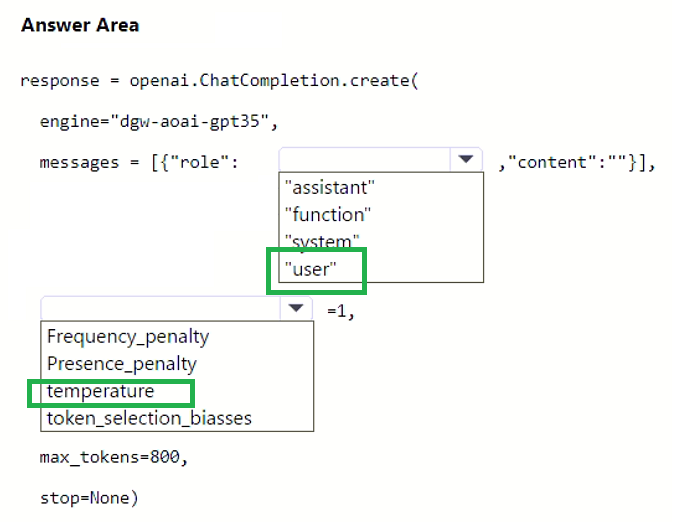 Answer Area
response = openai.ChatCompletion.create(
engine="dgw-aoai-gpt35",
messages = [{"role": ,"content":""}],
"assistant"
"function"
"system"
"user"
=1,
Frequency_penalty
Presence_penalty
temperature
token_selection_biasses
max_tokens=800,
stop=None)